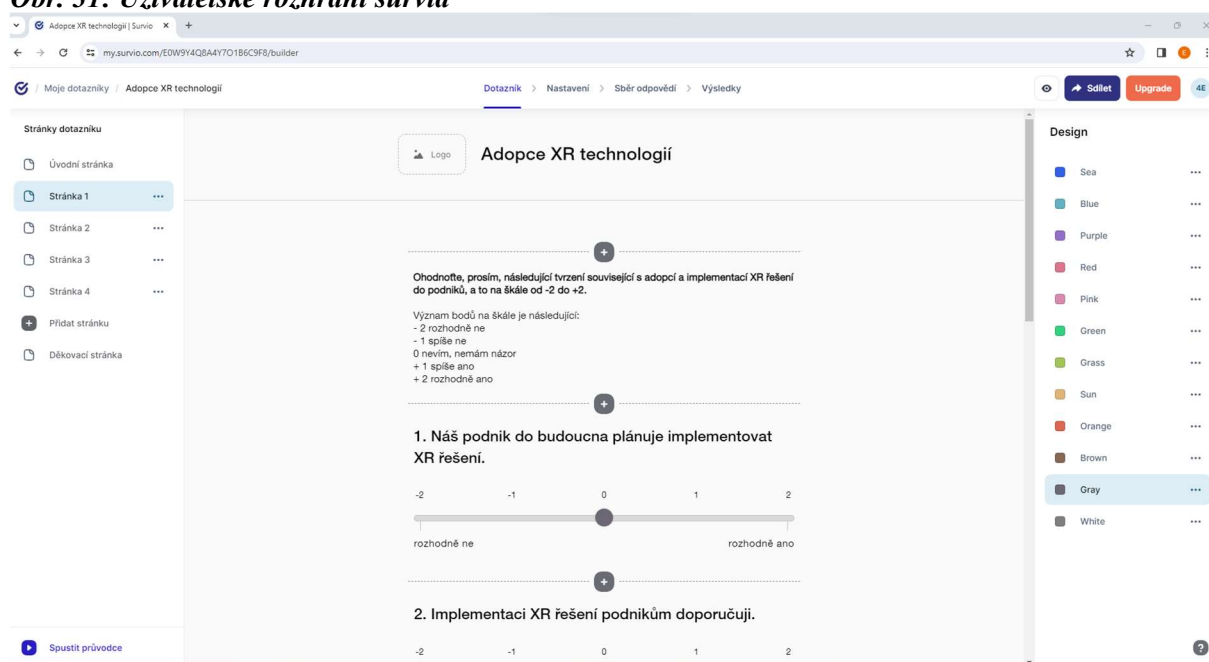 Obr. 31: Uživatelské rozhraní survia
Adopce XR technologií | Survio
my.survio.com/E0W9Y4Q8A4Y7O1B6C9F8/builder
E
/ Moje dotazníky / Adopce XR technologií
Dotazník > Nastavení > Sběr odpovědí > Výsledky
Sdílet
Upgrade
4E
Stránky dotazníku
Úvodní stránka
Stránka 1
Stránka 2
Stránka 3
Stránka 4
Přidat stránku
Děkovací stránka
Spustit průvodce
Logo
Adopce XR technologií
Ohodnoťte, prosím, následující tvrzení související s adopcí a implementací XR řešení
do podniků, a to na škále od -2 do +2.
Význam bodů na škále je následující:
- 2 rozhodně ne
- 1 spíše ne
0 nevím, nemám názor
+ 1 spíše ano
+ 2 rozhodně ano
1. Náš podnik do budoucna plánuje implementovat
XR řešení.
-2 -1 0 1 2
rozhodně ne rozhodně ano
2. Implementaci XR řešení podnikům doporučuji.
-2 -1 0 1 2
Design
Sea
Blue
Purple
Red
Pink
Green
Grass
Sun
Orange
Brown
Gray
White